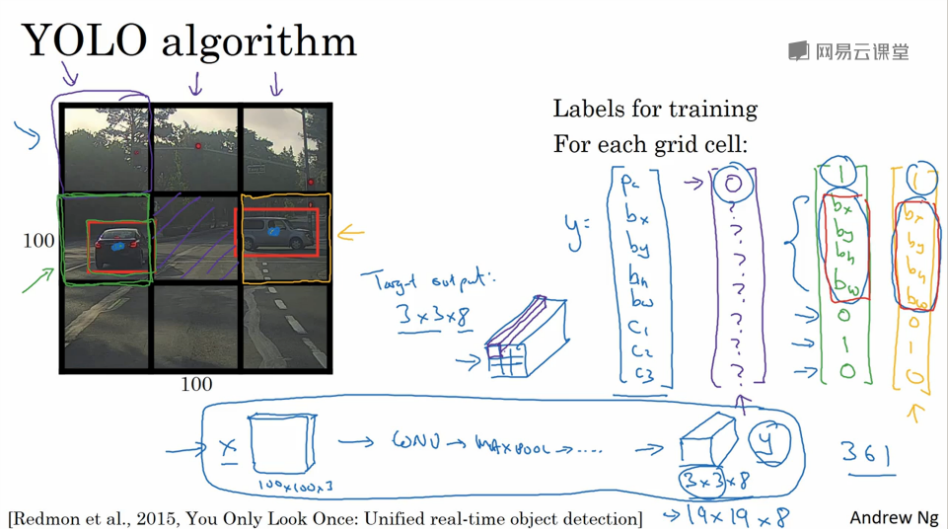 YOLO algorithm
网易云课堂
Labels for training
For each grid cell:
100
100
Target output:
3×3×8
y=
Pc
bx
by
bh
bw
C1
C2
C3
0
?
?
?
?
?
?
?
1
bx
by
bh
bw
0
1
0
1
bx
by
bh
bw
0
1
0
x
100×100×3
→ CONV → MAXPOOL → ..... →
3×3×8
y
361
→ 19×19×8
[Redmon et al., 2015, You Only Look Once: Unified real-time object detection]
Andrew Ng